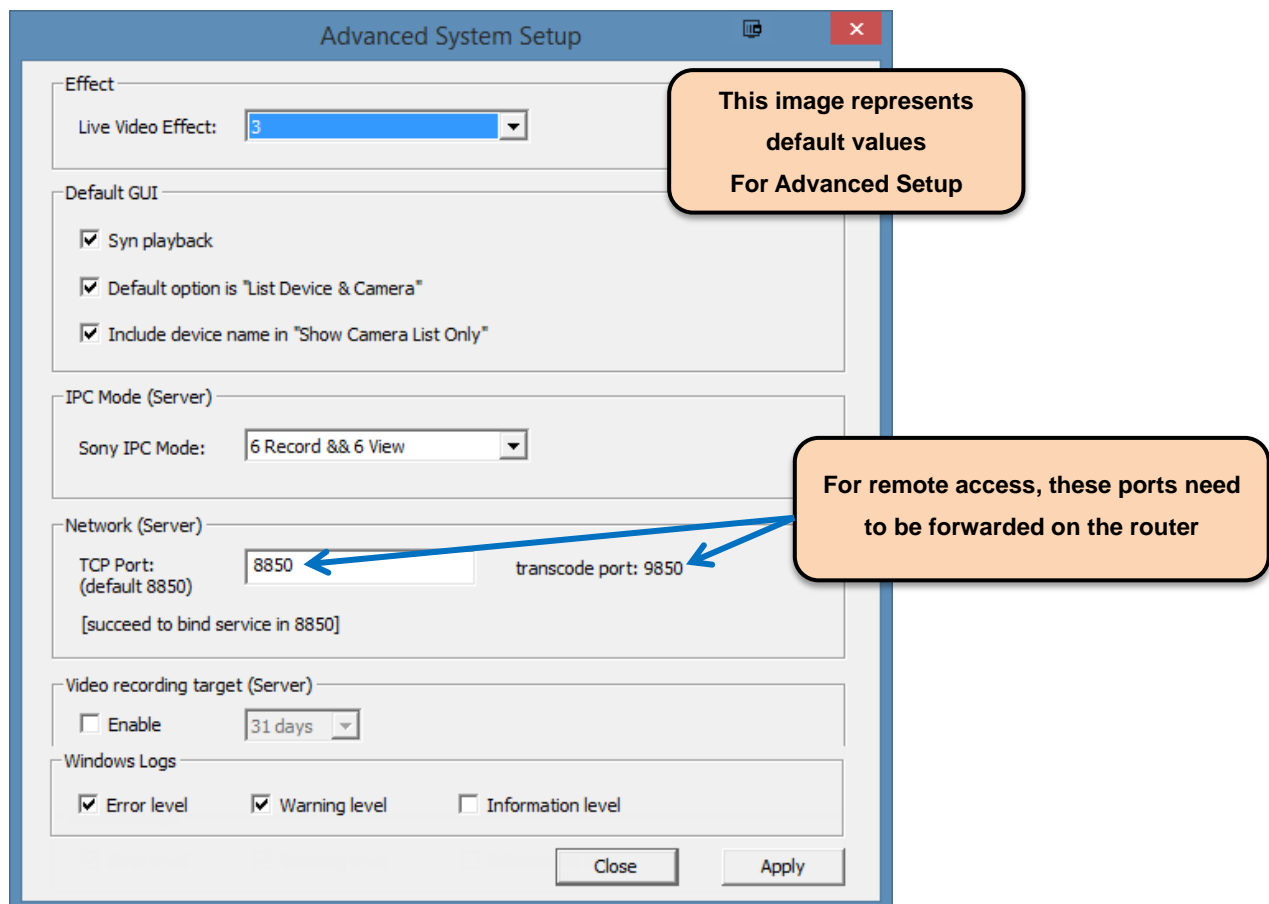 Advanced System Setup
This image represents
default values
For Advanced Setup
Effect
Live Video Effect: 3
Default GUI
Syn playback
Default option is "List Device & Camera"
Include device name in "Show Camera List Only"
IPC Mode (Server)
Sony IPC Mode: 6 Record && 6 View
For remote access, these ports need
to be forwarded on the router
Network (Server)
TCP Port: 8850 transcode port: 9850
(default 8850)
[succeed to bind service in 8850]
Video recording target (Server)
Enable 31 days
Windows Logs
Error level Warning level Information level
Close Apply